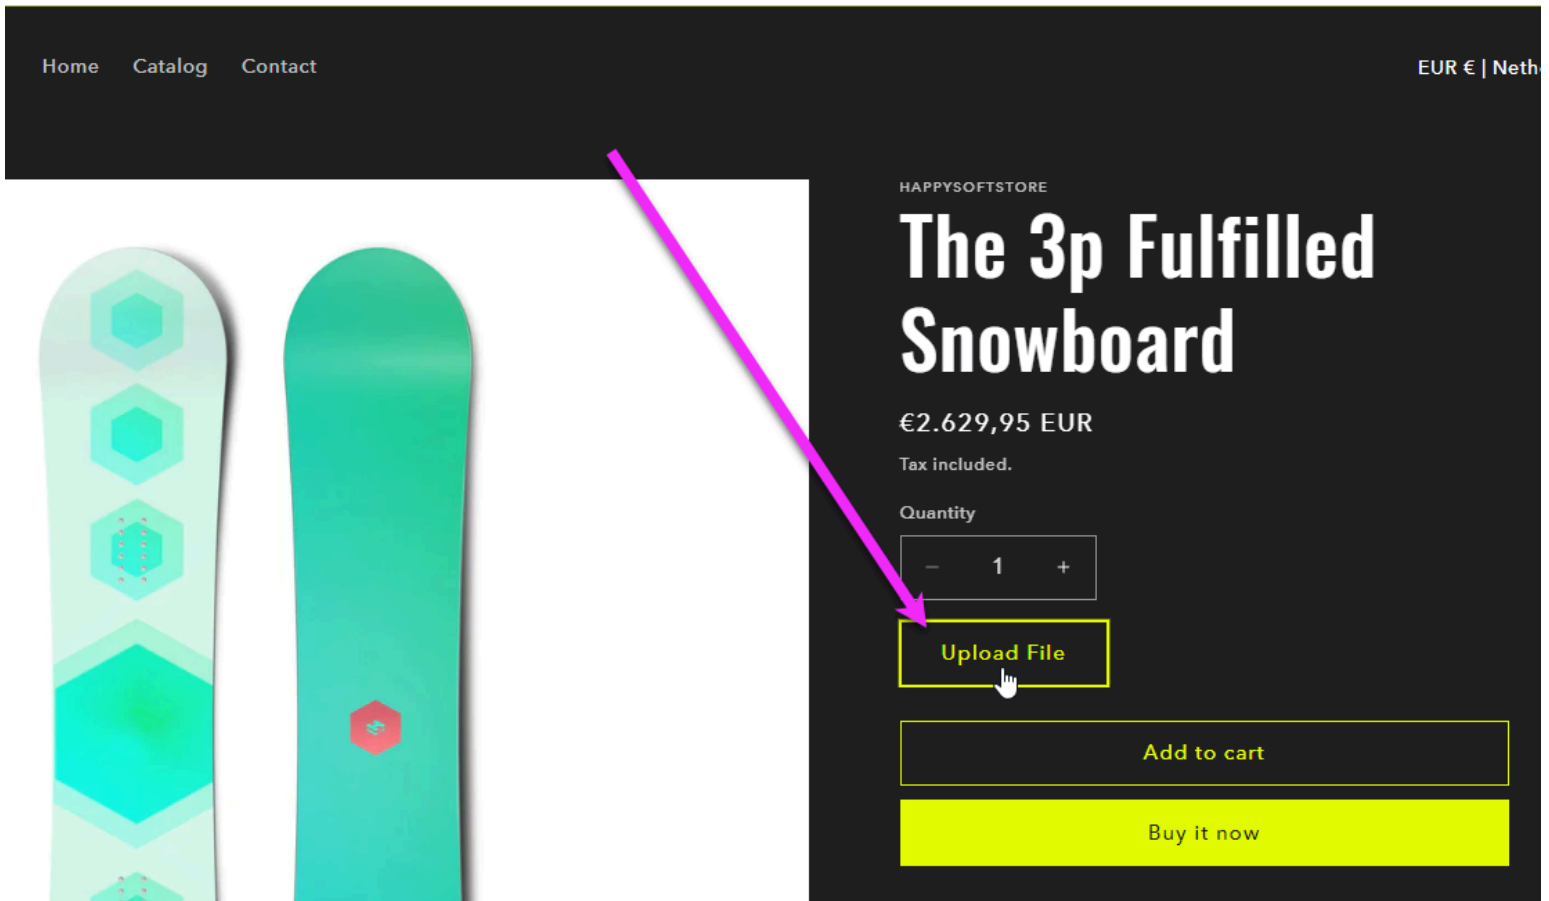 Home Catalog Contact
EUR € | Neth
HAPPYSOFTSTORE
The 3p Fulfilled
Snowboard
€2.629,95 EUR
Tax included.
Quantity
− 1 +
Upload File
Add to cart
Buy it now